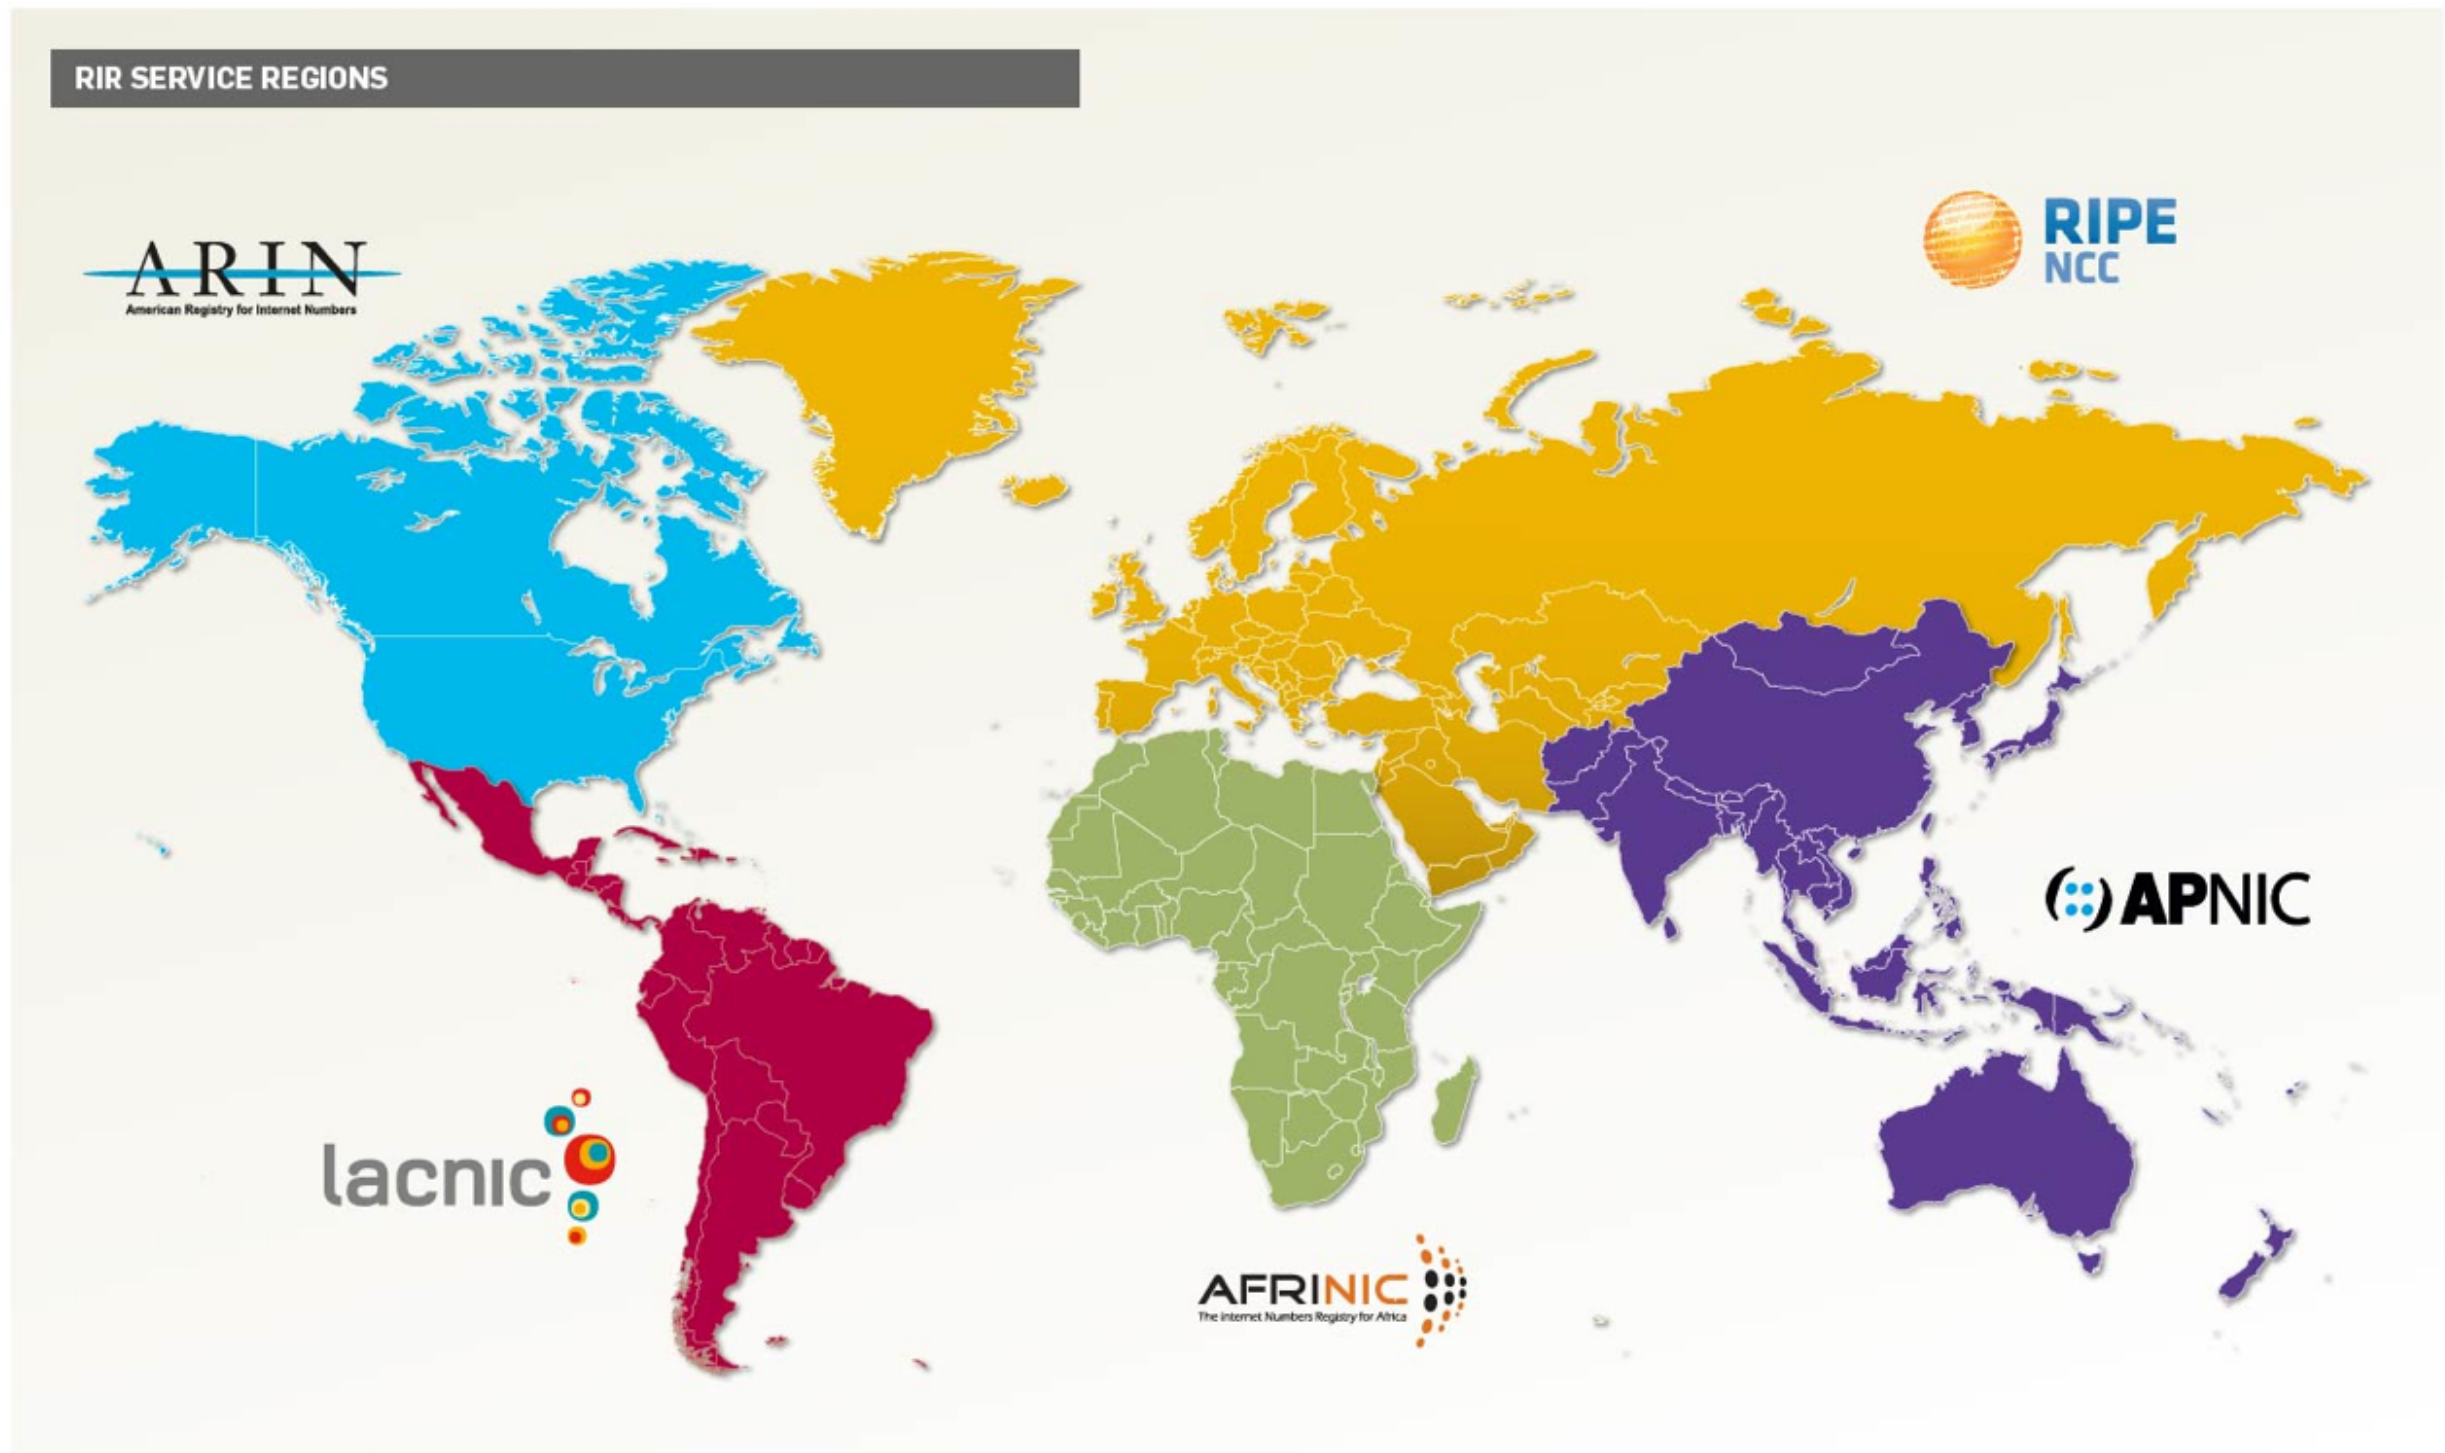 RIR SERVICE REGIONS
ARIN
American Registry for Internet Numbers
RIPE
NCC
APNIC
lacnic
AFRINIC
The Internet Numbers Registry for Africa